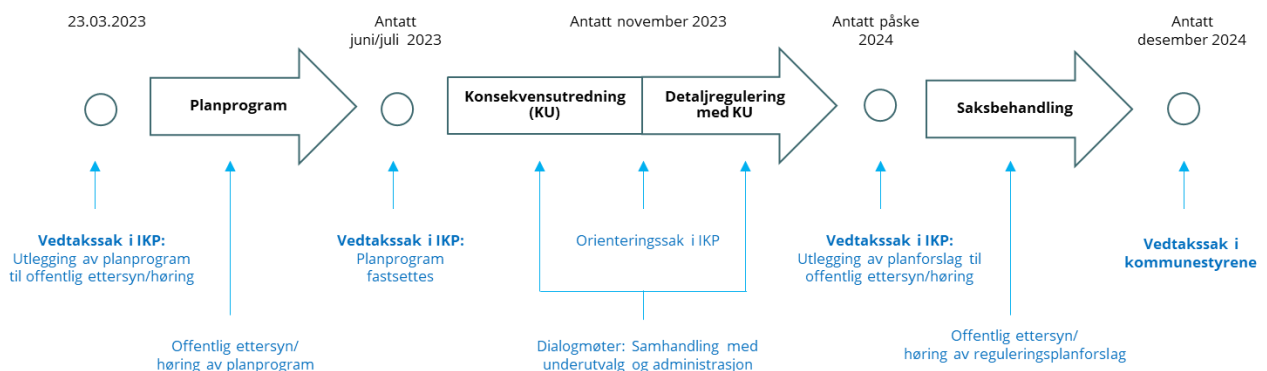 23.03.2023
Antatt
juni/juli 2023
Antatt november 2023
Antatt påske
2024
Antatt
desember 2024
Planprogram
Konsekvensutredning
(KU)
Detaljregulering
med KU
Saksbehandling
Vedtakssak i IKP:
Utlegging av planprogram
til offentlig ettersyn/høring
Vedtakssak i IKP:
Planprogram
fastsettes
Orienteringssak i IKP
Vedtakssak i IKP:
Utlegging av planforslag til
offentlig ettersyn/høring
Vedtakssak i
kommunestyrene
Offentlig ettersyn/
høring av planprogram
Dialogmøter: Samhandling med
underutvalg og administrasjon
Offentlig ettersyn/
høring av reguleringsplanforslag